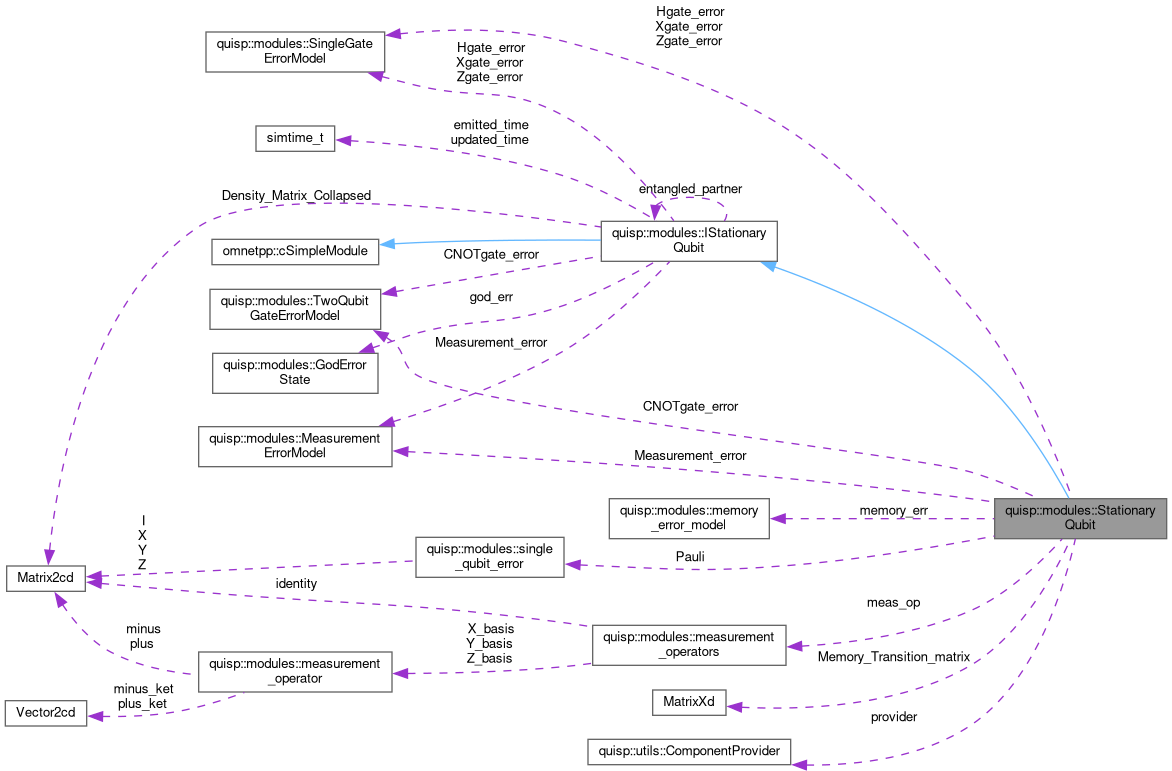 Hgate_error
Xgate_error
Zgate_error
quisp::modules::SingleGate
ErrorModel
Hgate_error
Xgate_error
Zgate_error
emitted_time
updated_time
simtime_t
entangled_partner
Density_Matrix_Collapsed
quisp::modules::IStationary
Qubit
omnetpp::cSimpleModule
CNOTgate_error
quisp::modules::TwoQubit
GateErrorModel
god_err
Measurement_error
quisp::modules::GodError
State
CNOTgate_error
quisp::modules::Measurement
ErrorModel
Measurement_error
quisp::modules::memory
_error_model
memory_err
quisp::modules::Stationary
Qubit
I
X
Y
Z
quisp::modules::single
_qubit_error
Pauli
Matrix2cd
identity
meas_op
minus
plus
X_basis
Y_basis
Z_basis
quisp::modules::measurement
_operators
quisp::modules::measurement
_operator
Memory_Transition_matrix
minus_ket
plus_ket
Vector2cd
MatrixXd
provider
quisp::utils::ComponentProvider